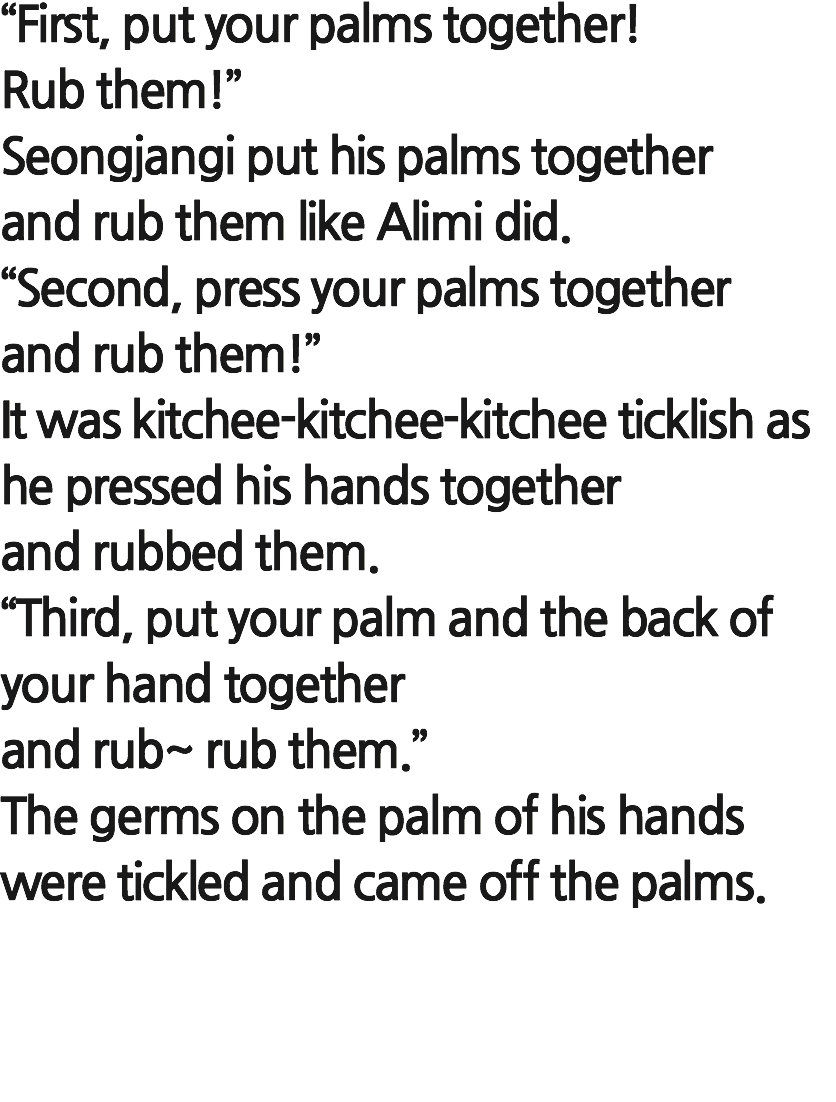 “First, put your palms together!
Rub them!”
Seongjangi put his palms together
and rub them like Alimi did.
“Second, press your palms together
and rub them!”
It was kitchee-kitchee-kitchee ticklish as
he pressed his hands together
and rubbed them.
“Third, put your palm and the back of
your hand together
and rub~ rub them.”
The germs on the palm of his hands
were tickled and came off the palms.